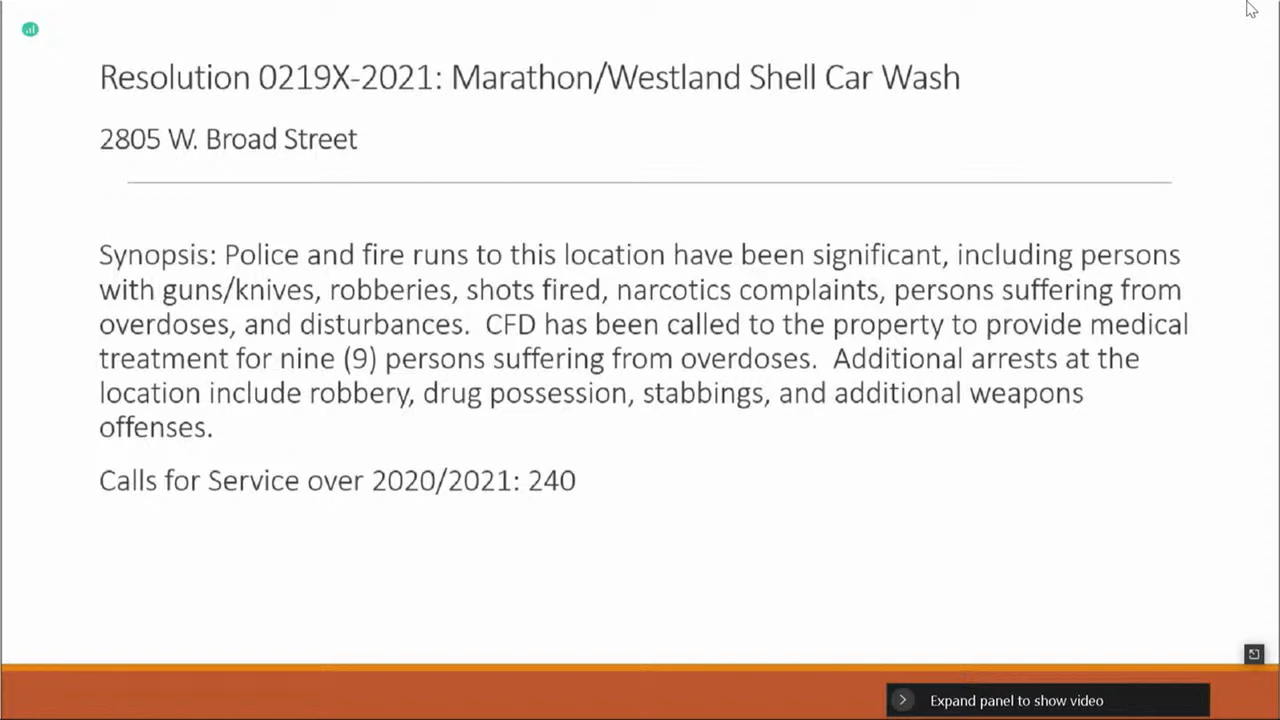 Resolution 0219X-2021: Marathon/Westland Shell Car Wash
2805 W. Broad Street
Synopsis: Police and fire runs to this location have been significant, including persons
with guns/knives, robberies, shots fired, narcotics complaints, persons suffering from
overdoses, and disturbances.  CFD has been called to the property to provide medical
treatment for nine (9) persons suffering from overdoses.  Additional arrests at the
location include robbery, drug possession, stabbings, and additional weapons
offenses.
Calls for Service over 2020/2021: 240
Expand panel to show video